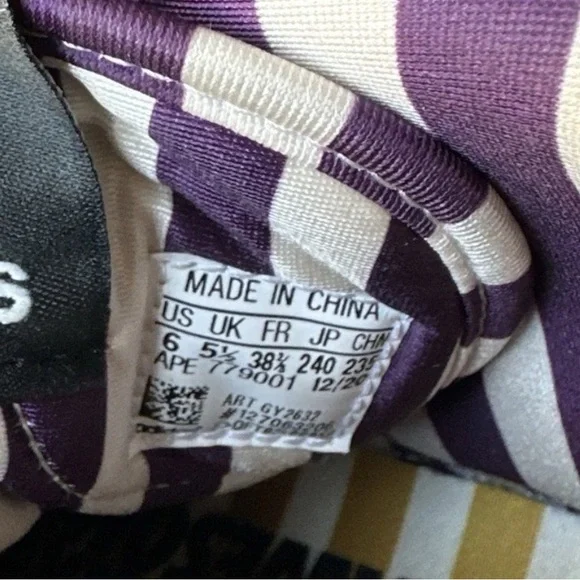 S
MADE IN CHINA
US UK FR JP CHN
6 5½ 38⅔ 240 235
APE 779001 12/20
ART GY2632